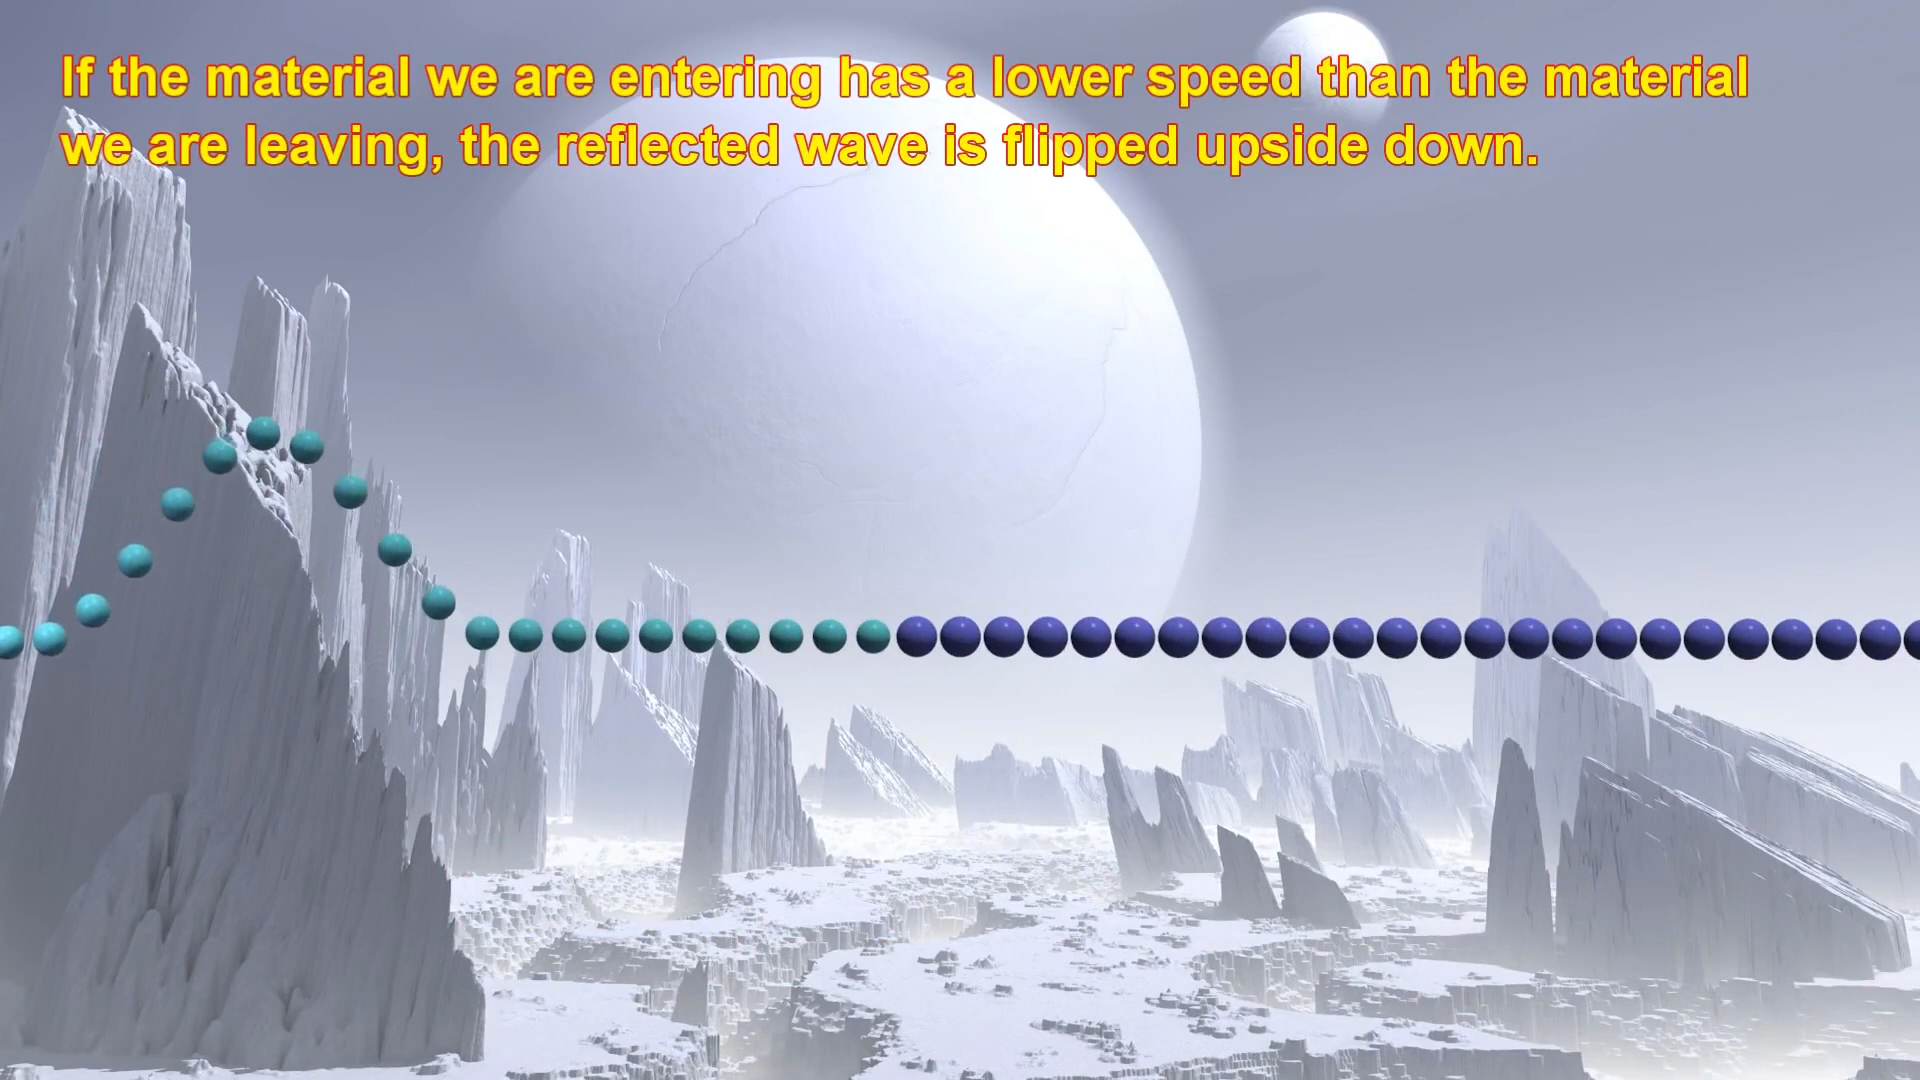 If the material we are entering has a lower speed than the material
we are leaving, the reflected wave is flipped upside down.